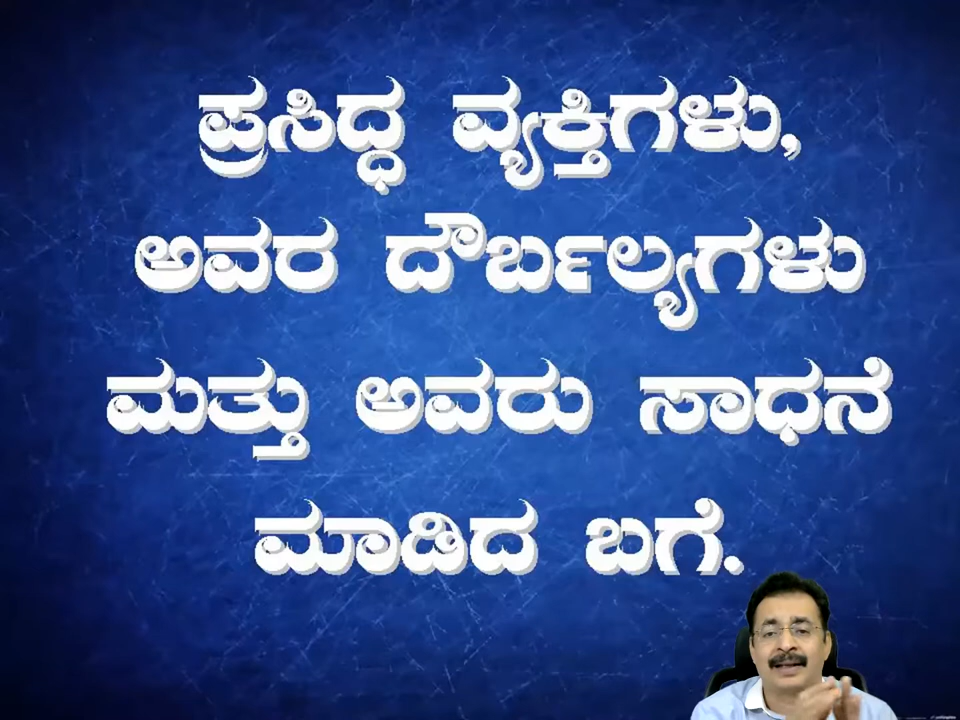 ಪ್ರಸಿದ್ಧ ವ್ಯಕ್ತಿಗಳು,
ಅವರ ದೌರ್ಬಲ್ಯಗಳು
ಮತ್ತು ಅವರು ಸಾಧನೆ
ಮಾಡಿದ ಬಗೆ.